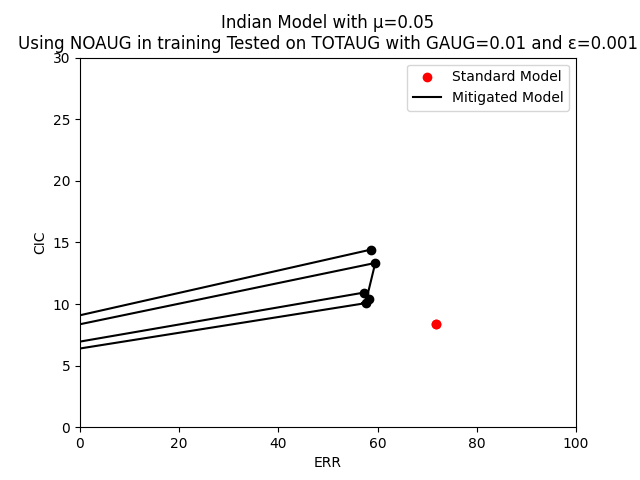 Indian Model with μ=0.05
Using NOAUG in training Tested on TOTAUG with GAUG=0.01 and ε=0.001
30
25
20
15
10
5
0
CIC
Standard Model
Mitigated Model
0 20 40 60 80 100
ERR